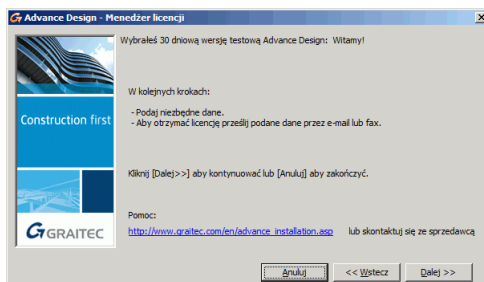 Advance Design - Menedżer licencji
Wybrałeś 30 dniową wersję testową Advance Design: Witamy!
W kolejnych krokach:
- Podaj niezbędne dane.
- Aby otrzymać licencję prześlij podane dane przez e-mail lub fax.
Construction first
Kliknij [Dalej>>] aby kontynuować lub [Anuluj] aby zakończyć.
Pomoc:
http://www.graitec.com/en/advance_installation.asp lub skontaktuj się ze sprzedawcą
GRAITEC
Anuluj << Wstecz Dalej >>